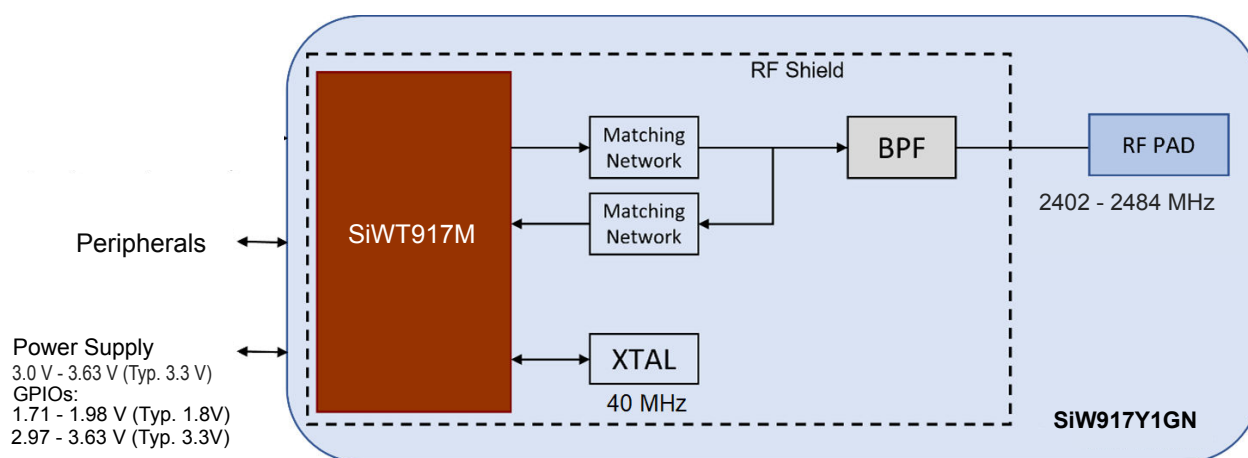 RF Shield
Matching
Network
BPF
RF PAD
2402 - 2484 MHz
Matching
Network
SiWT917M
Peripherals
Power Supply
3.0 V - 3.63 V (Typ. 3.3 V)
GPIOs:
1.71 - 1.98 V (Typ. 1.8V)
2.97 - 3.63 V (Typ. 3.3V)
XTAL
40 MHz
SiW917Y1GN